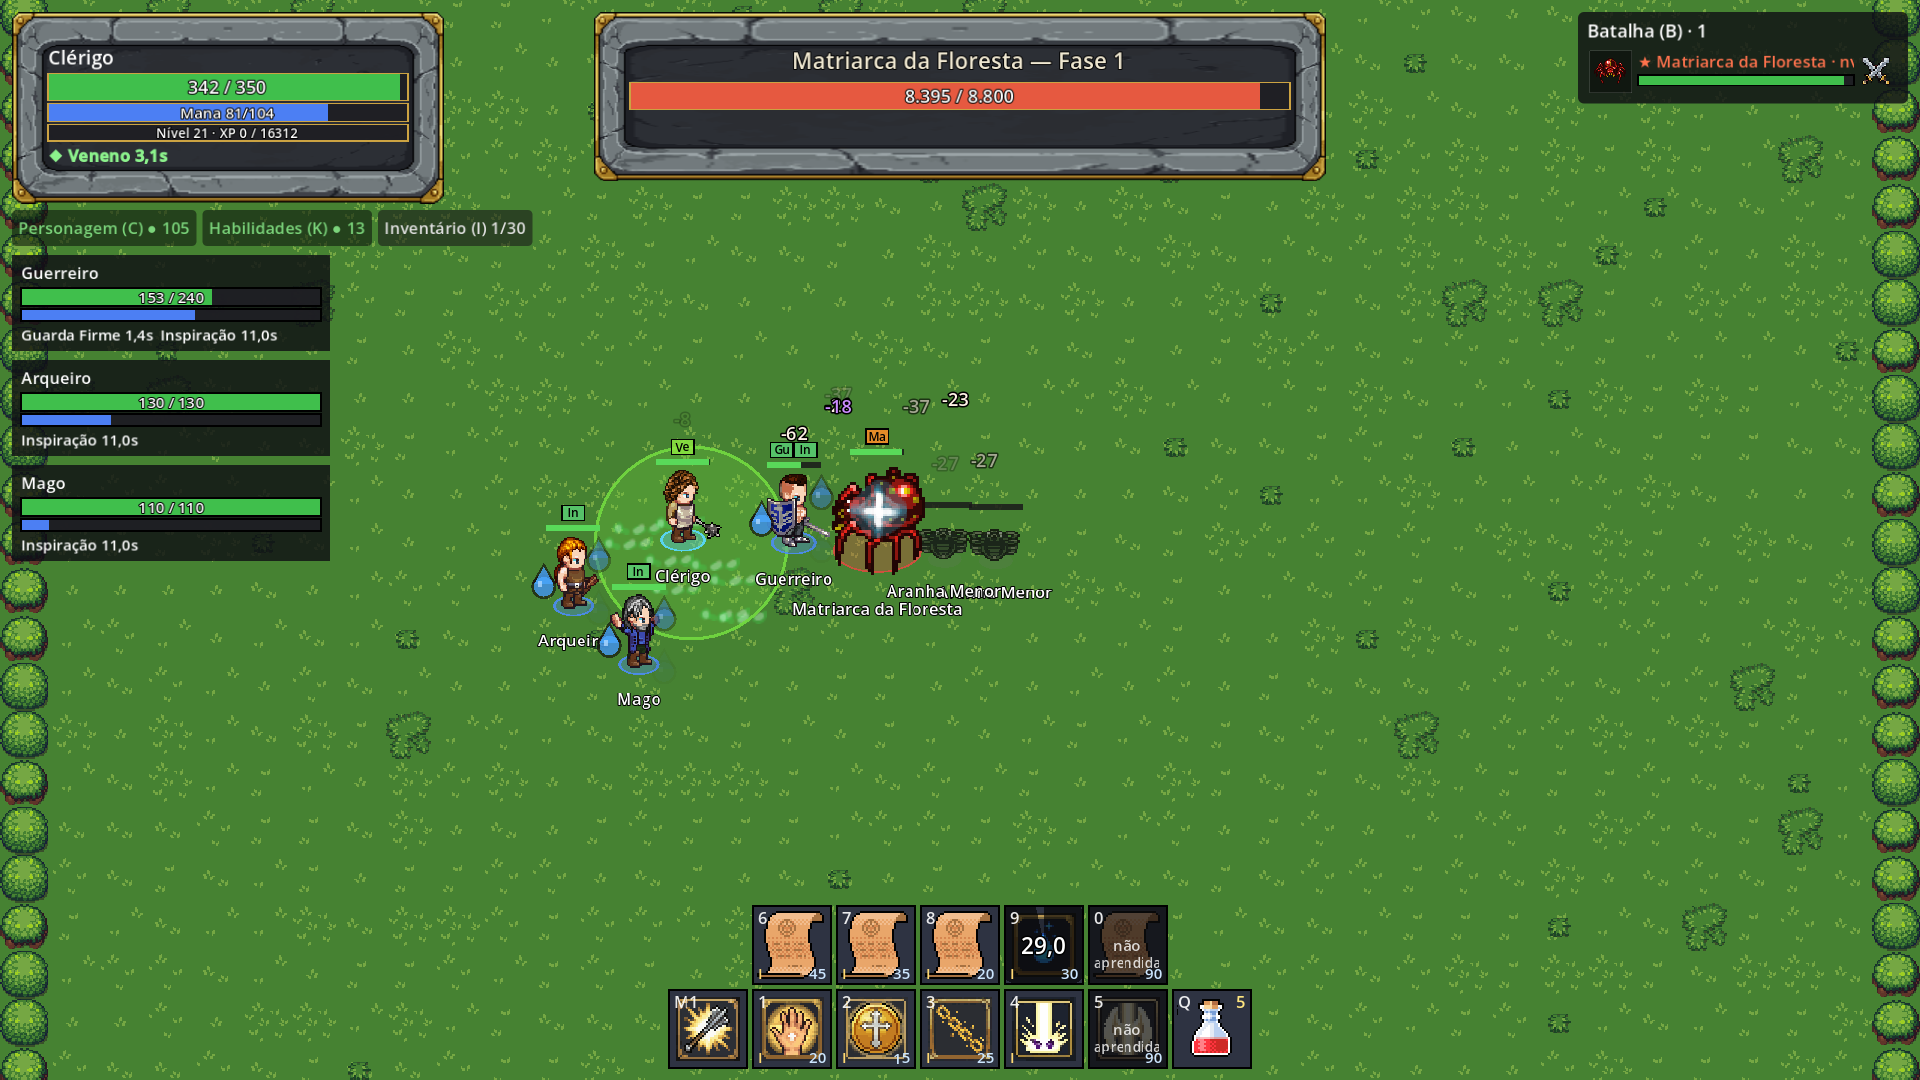 Clérigo
342 / 350
Mana 81/104
Nível 21 · XP 0 / 16312
◆ Veneno 3,1s
Matriarca da Floresta — Fase 1
8.395 / 8.800
Batalha (B) · 1
★ Matriarca da Floresta · nv
Personagem (C) ● 105
Habilidades (K) ● 13
Inventário (I) 1/30
Guerreiro
153 / 240
Guarda Firme 1,4s Inspiração 11,0s
Arqueiro
130 / 130
Inspiração 11,0s
Mago
110 / 110
Inspiração 11,0s
-18
-37
-23
-8
-62
Ve
Gu In
Ma
-27
-27
In
In
Clérigo
Guerreiro
Aranha Menor
Menor
Matriarca da Floresta
Arqueir
Mago
6
45
7
35
8
20
9
29,0
30
0
não
aprendida
90
M1
1
20
2
15
3
25
4
5
não
aprendida
90
Q
5